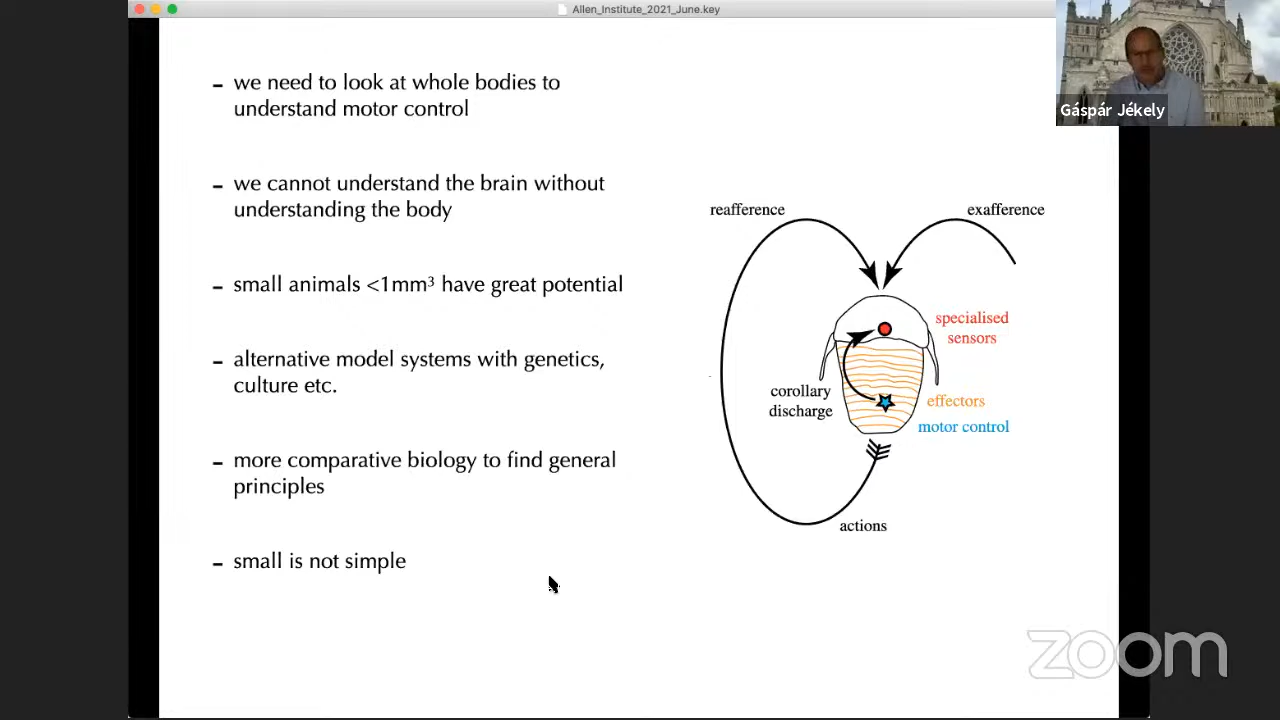 Allen_Institute_2021_June.key
- we need to look at whole bodies to
understand motor control
- we cannot understand the brain without
understanding the body
- small animals <1mm³ have great potential
- alternative model systems with genetics,
culture etc.
- more comparative biology to find general
principles
- small is not simple
Gáspár Jékely
reafference
exafference
specialised
sensors
corollary
discharge
effectors
motor control
actions
zoom